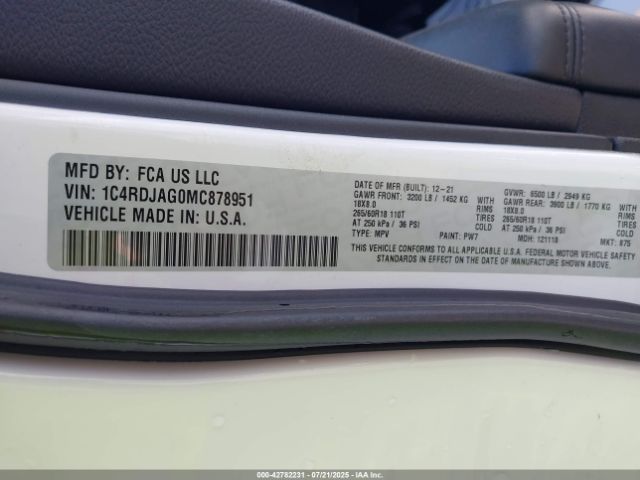 MFD BY: FCA US LLC
VIN: 1C4RDJAG0MC878951
VEHICLE MADE IN: U.S.A.
DATE OF MFR (BUILT): 12-21
GAWR FRONT: 3200 LB / 1452 KG WITH
18X8.0 RIMS
265/60R18 110T TIRES
AT 250 kPa / 36 PSI COLD
TYPE: MPV PAINT: PW7
GVWR: 6500 LB / 2949 KG
GAWR REAR: 3900 LB / 1770 KG WITH
18X8.0 RIMS
265/60R18 110T TIRES
AT 250 kPa / 36 PSI COLD
MDH: 121118 MKT: 875
THIS VEHICLE CONFORMS TO ALL APPLICABLE U.S.A. FEDERAL MOTOR VEHICLE SAFETY
STANDARDS IN EFFECT ON THE DATE OF MANUFACTURE SHOWN ABOVE.
000-42782231 - 07/21/2025 - IAA Inc.